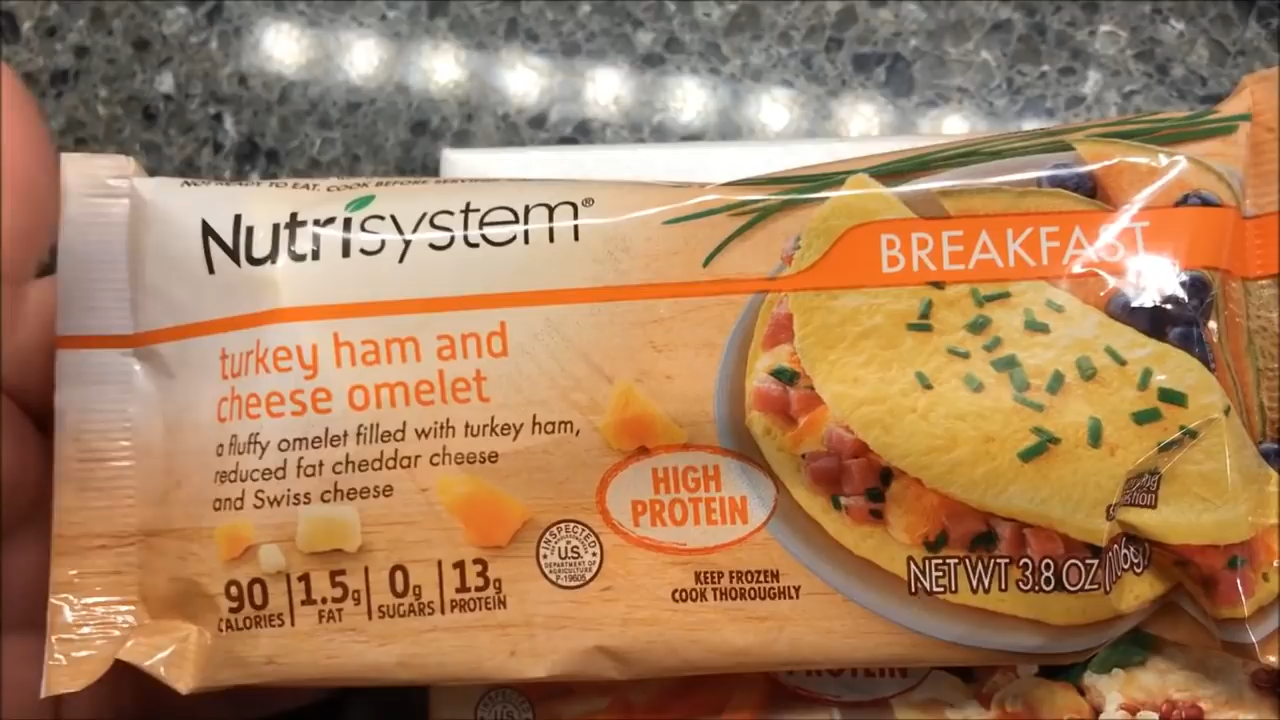 NOT READY TO EAT. COOK BEFORE SERVING
Nutrisystem®
BREAKFAST
turkey ham and
cheese omelet
a fluffy omelet filled with turkey ham,
reduced fat cheddar cheese
and Swiss cheese
HIGH
PROTEIN
90
CALORIES
1.5g
FAT
0g
SUGARS
13g
PROTEIN
INSPECTED
U.S.
DEPARTMENT OF
AGRICULTURE
P-19605
KEEP FROZEN
COOK THOROUGHLY
NET WT 3.8 OZ (106g)
PROTEIN
INSPECTED
U.S.